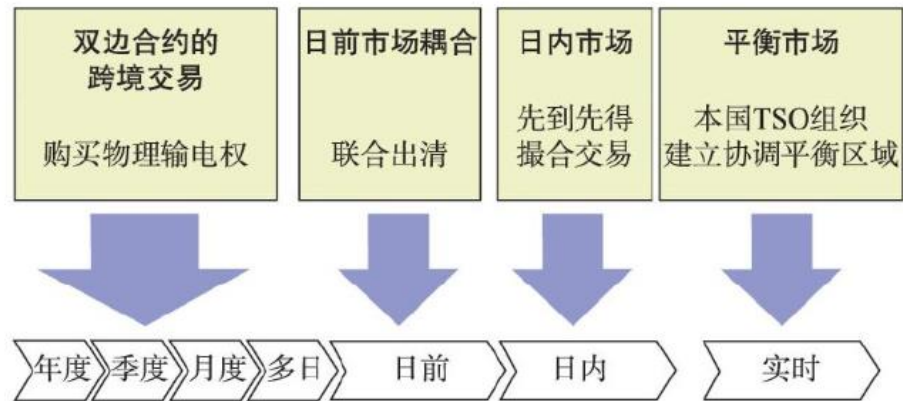 双边合约的
跨境交易
购买物理输电权
日前市场耦合
联合出清
日内市场
先到先得
撮合交易
平衡市场
本国TSO组织
建立协调平衡区域
年度
季度
月度
多日
日前
日内
实时